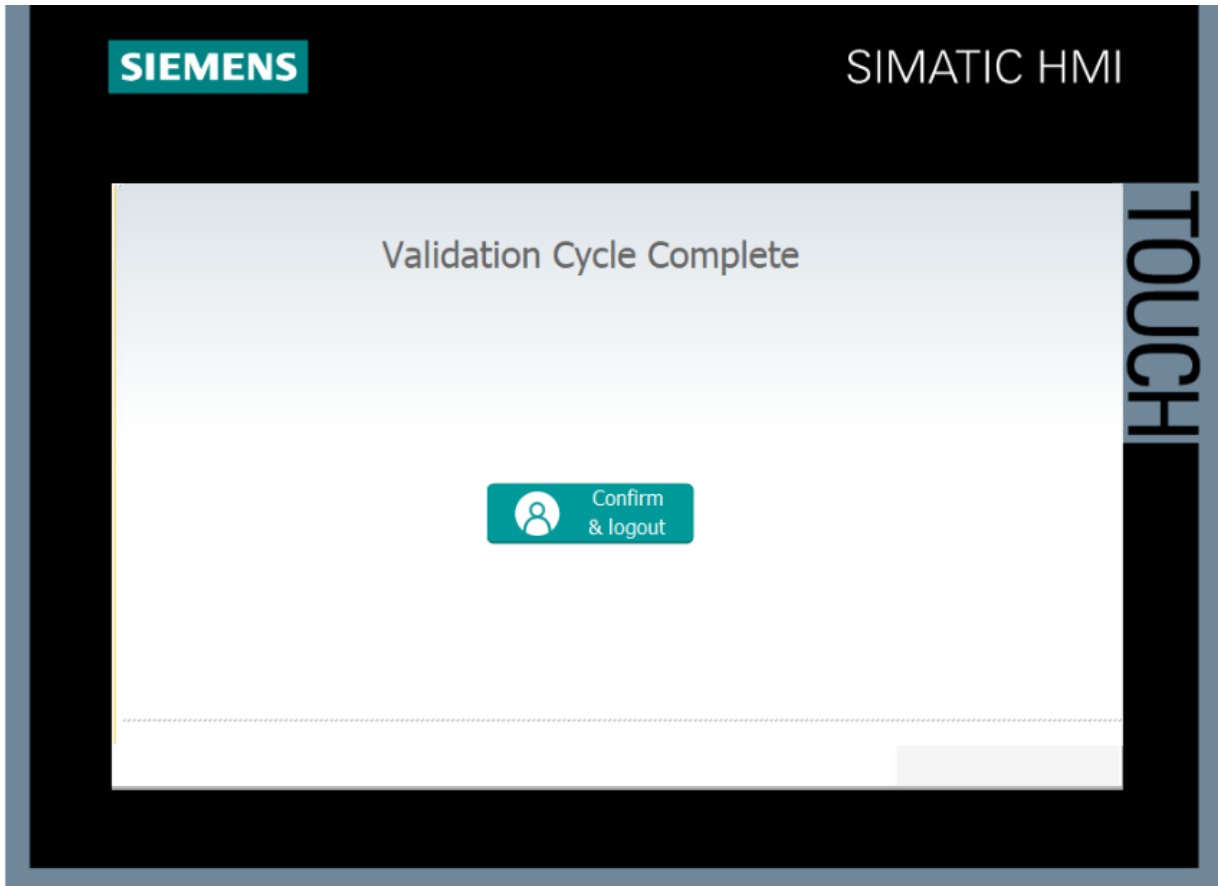 SIEMENS
SIMATIC HMI
TOUCH
Validation Cycle Complete
Confirm
& logout